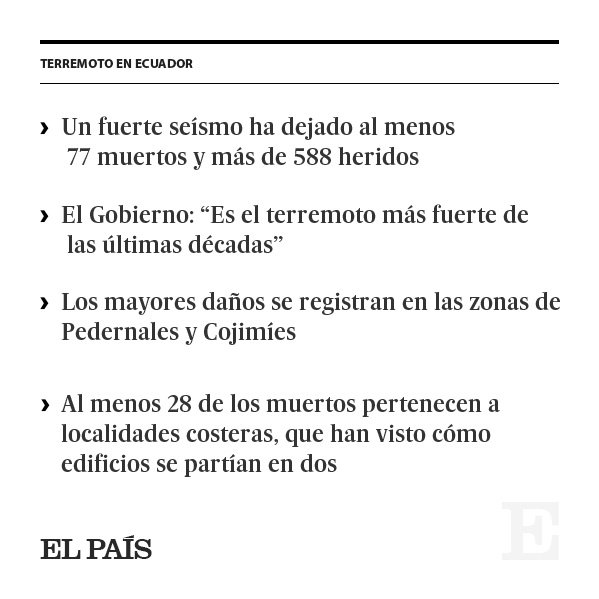 TERREMOTO EN ECUADOR
› Un fuerte seísmo ha dejado al menos
77 muertos y más de 588 heridos
› El Gobierno: “Es el terremoto más fuerte de
las últimas décadas”
› Los mayores daños se registran en las zonas de
Pedernales y Cojimíes
› Al menos 28 de los muertos pertenecen a
localidades costeras, que han visto cómo
edificios se partían en dos
EL PAÍS
E